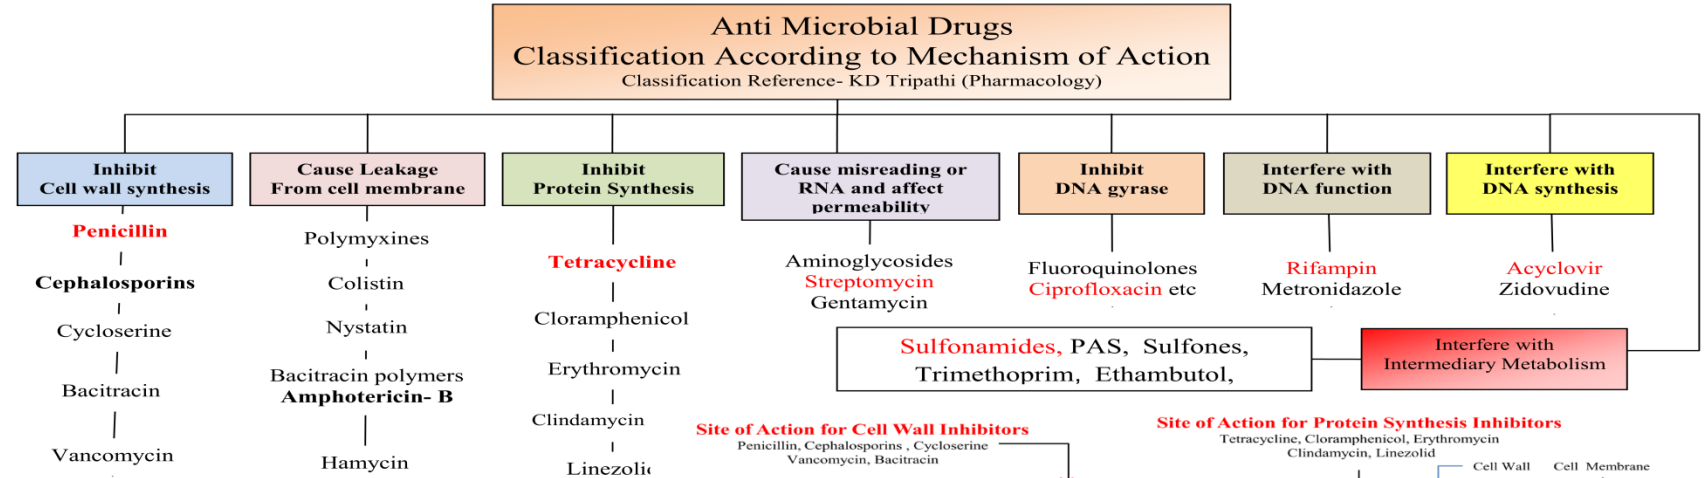 Anti Microbial Drugs
Classification According to Mechanism of Action
Classification Reference- KD Tripathi (Pharmacology)
Inhibit
Cell wall synthesis
Penicillin
Cephalosporins
Cycloserine
Bacitracin
Vancomycin
Cause Leakage
From cell membrane
Polymyxines
Colistin
Nystatin
Bacitracin polymers
Amphotericin- B
Hamycin
Inhibit
Protein Synthesis
Tetracycline
Cloramphenicol
Erythromycin
Clindamycin
Cause misreading or
RNA and affect
permeability
Aminoglycosides
Streptomycin
Gentamycin
Inhibit
DNA gyrase
Fluoroquinolones
Ciprofloxacin etc
Interfere with
DNA function
Rifampin
Metronidazole
Interfere with
DNA synthesis
Acyclovir
Zidovudine
Sulfonamides, PAS, Sulfones,
Trimethoprim, Ethambutol,
Interfere with
Intermediary Metabolism
Site of Action for Cell Wall Inhibitors
Penicillin, Cephalosporins , Cycloserine
Vancomycin, Bacitracin
Site of Action for Protein Synthesis Inhibitors
Tetracycline, Cloramphenicol, Erythromycin
Clindamycin, Linezolid
Cell Wall
Cell Membrane